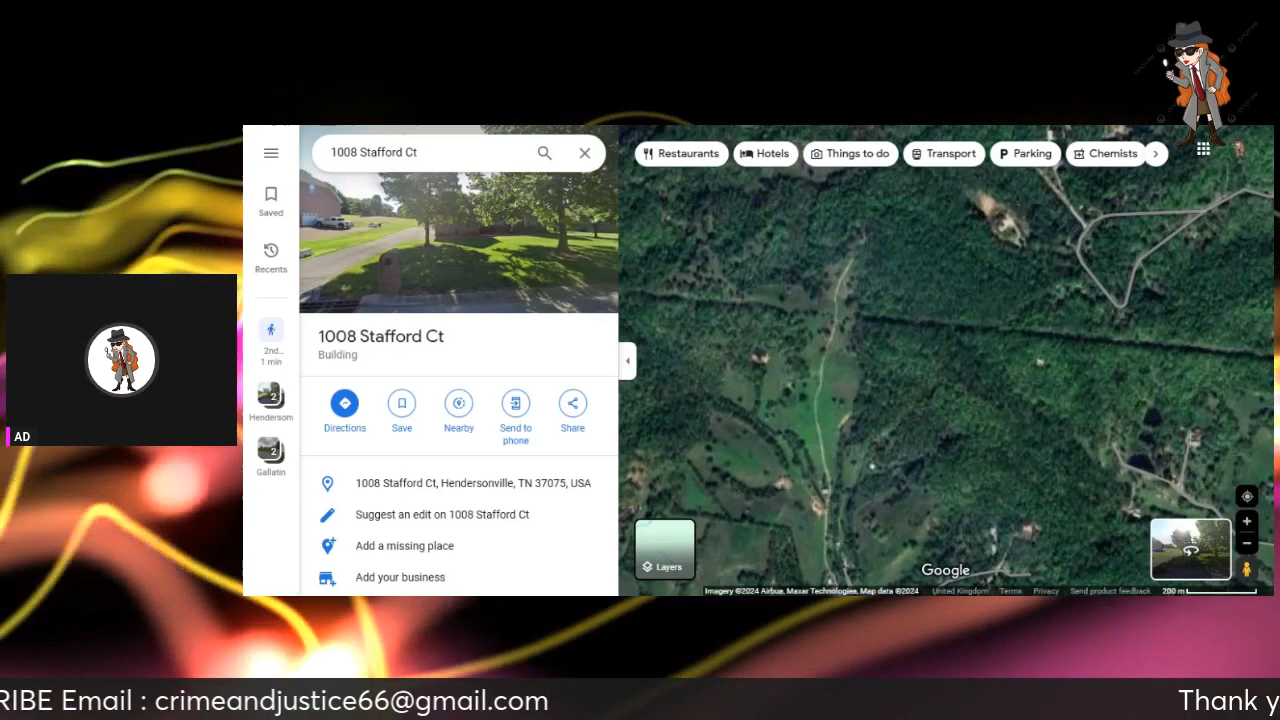 1008 Stafford Ct
Restaurants
Hotels
Things to do
Transport
Parking
Chemists
Saved
Recents
2nd...
1 min
2
Henderson
2
Gallatin
1008 Stafford Ct
Building
Directions
Save
Nearby
Send to
phone
Share
1008 Stafford Ct, Hendersonville, TN 37075, USA
Suggest an edit on 1008 Stafford Ct
Add a missing place
Add your business
AD
Layers
Google
Imagery ©2024 Airbus, Maxar Technologies, Map data ©2024 United Kingdom Terms Privacy Send product feedback 200 m
RIBE Email : crimeandjustice66@gmail.com Thank y